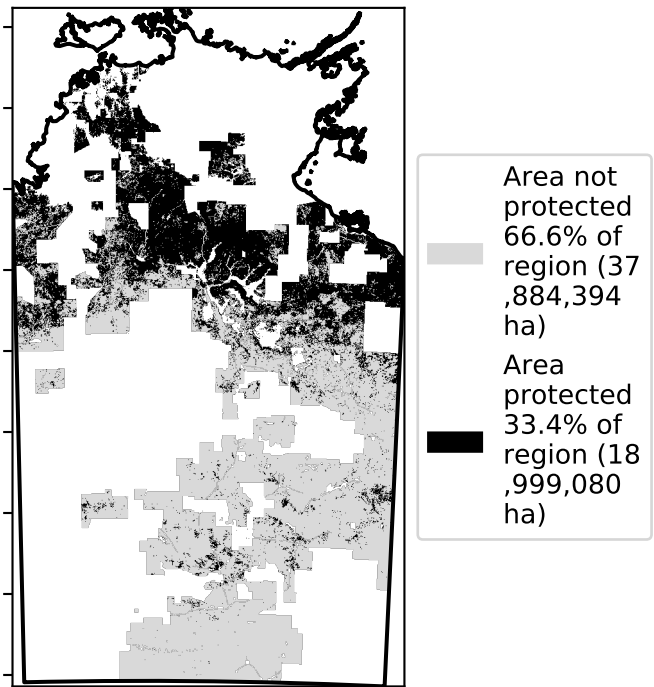 Area not
protected
66.6% of
region (37
,884,394
ha)
Area
protected
33.4% of
region (18
,999,080
ha)